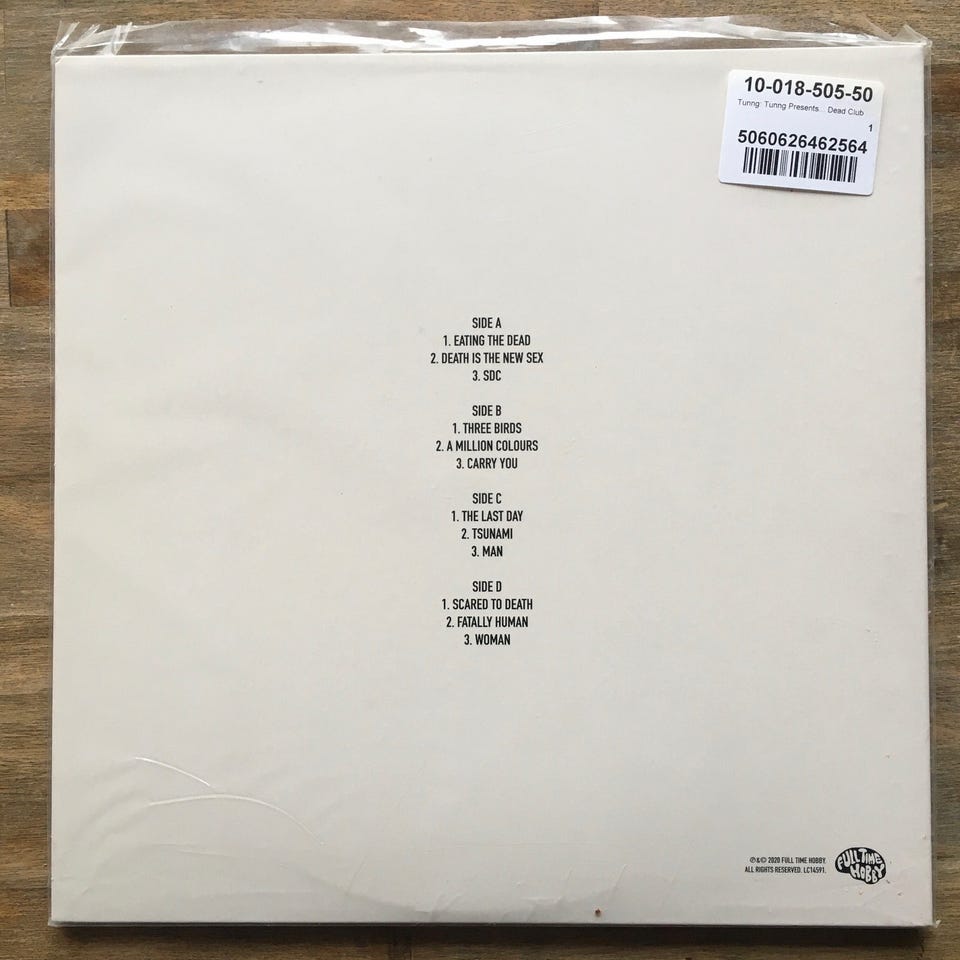 10-018-505-50
Tunng: Tunng Presents... Dead Club
1
5060626462564
SIDE A
1. EATING THE DEAD
2. DEATH IS THE NEW SEX
3. SDC
SIDE B
1. THREE BIRDS
2. A MILLION COLOURS
3. CARRY YOU
SIDE C
1. THE LAST DAY
2. TSUNAMI
3. MAN
SIDE D
1. SCARED TO DEATH
2. FATALLY HUMAN
3. WOMAN
℗&© 2020 FULL TIME HOBBY.
ALL RIGHTS RESERVED. LC14591.
FULL TIME
HOBBY